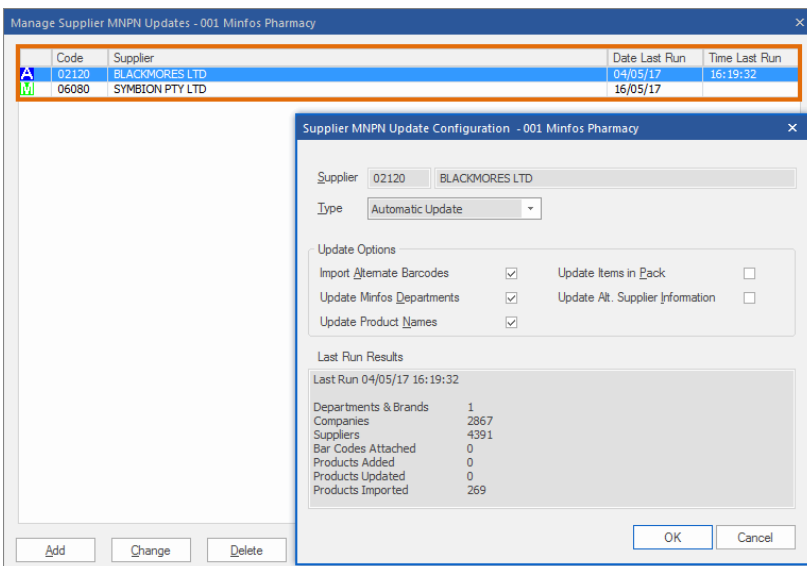 Manage Supplier MNPN Updates - 001 Minfos Pharmacy ×
Code Supplier Date Last Run Time Last Run
A 02120 BLACKMORES LTD 04/05/17 16:19:32
M 06080 SYMBION PTY LTD 16/05/17
Supplier MNPN Update Configuration - 001 Minfos Pharmacy ×
Supplier 02120 BLACKMORES LTD
Type Automatic Update
Update Options
Import Alternate Barcodes Update Items in Pack
Update Minfos Departments Update Alt. Supplier Information
Update Product Names
Last Run Results
Last Run 04/05/17 16:19:32
Departments & Brands 1
Companies 2867
Suppliers 4391
Bar Codes Attached 0
Products Added 0
Products Updated 0
Products Imported 269
OK Cancel
Add Change Delete